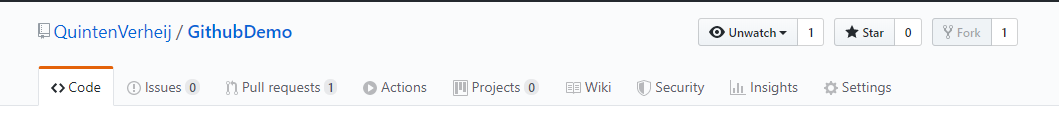 QuintenVerheij / GithubDemo Unwatch 1 Star 0 Fork 1
Code Issues 0 Pull requests 1 Actions Projects 0 Wiki Security Insights Settings